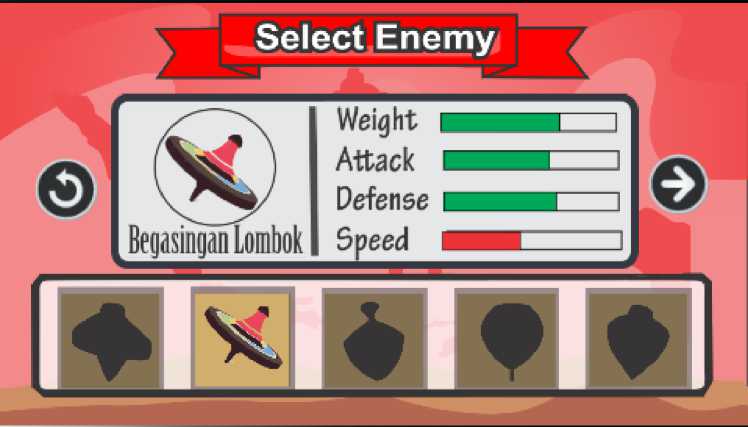 Select Enemy
Weight
Attack
Defense
Speed
Begasingan Lombok